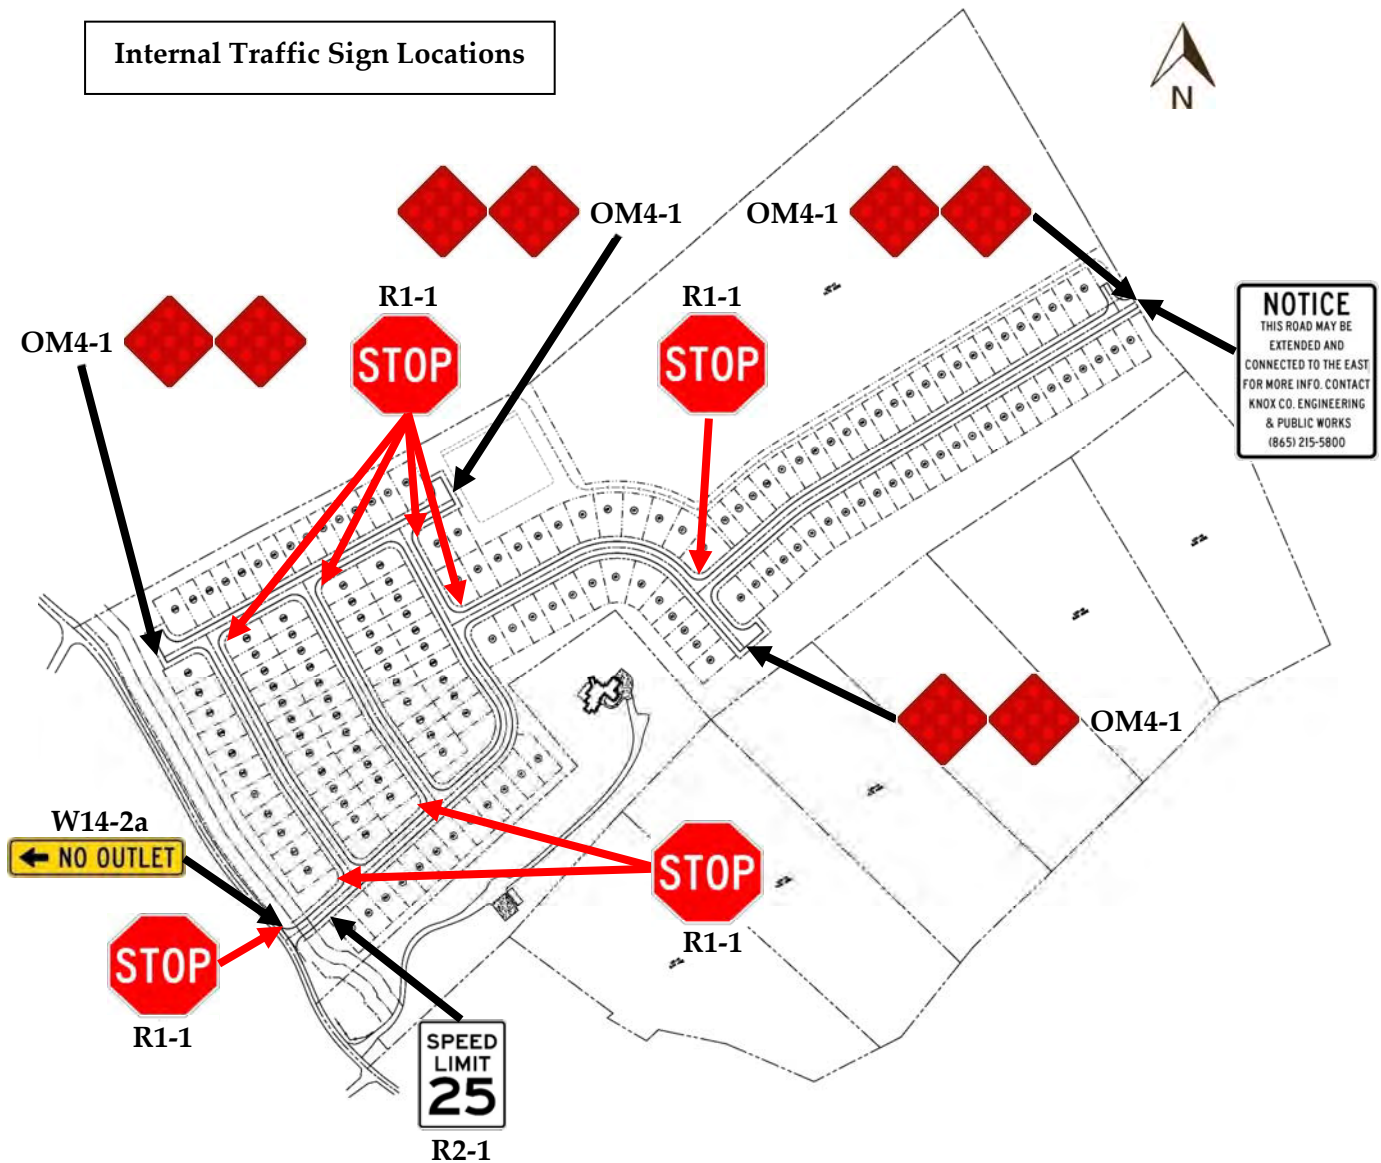 Internal Traffic Sign Locations
N
OM4-1
OM4-1
R1-1
STOP
R1-1
STOP
OM4-1
NOTICE
THIS ROAD MAY BE
EXTENDED AND
CONNECTED TO THE EAST
FOR MORE INFO. CONTACT
KNOX CO. ENGINEERING
& PUBLIC WORKS
(865) 215-5800
OM4-1
W14-2a
NO OUTLET
STOP
R1-1
STOP
R1-1
SPEED
LIMIT
25
R2-1